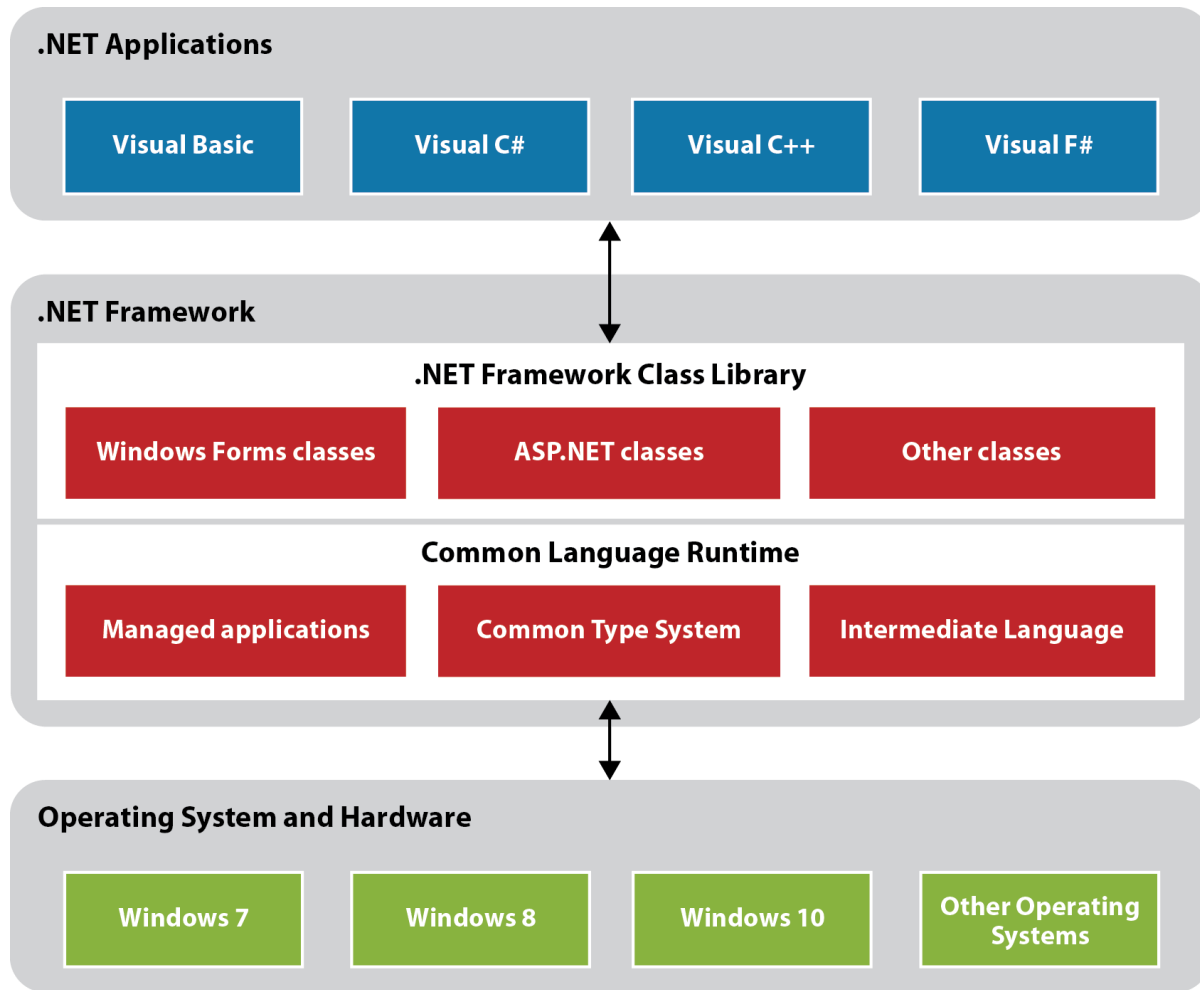 .NET Applications
Visual Basic
Visual C#
Visual C++
Visual F#
.NET Framework
.NET Framework Class Library
Windows Forms classes
ASP.NET classes
Other classes
Common Language Runtime
Managed applications
Common Type System
Intermediate Language
Operating System and Hardware
Windows 7
Windows 8
Windows 10
Other Operating
Systems